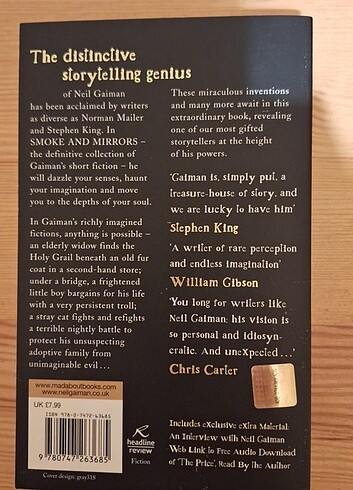 The distinctive
storytelling genius
of Neil Gaiman
has been acclaimed by writers
as diverse as Norman Mailer
and Stephen King. In
SMOKE AND MIRRORS –
the definitive collection of
Gaiman's short fiction – he
will dazzle your senses, haunt
your imagination and move
you to the depths of your soul.
In Gaiman's richly imagined
fictions, anything is possible –
an elderly widow finds the
Holy Grail beneath an old fur
coat in a second-hand store;
under a bridge, a frightened
little boy bargains for his life
with a very persistent troll;
a stray cat fights and refights
a terrible nightly battle to
protect his unsuspecting
adoptive family from
unimaginable evil . . .
These miraculous inventions
and many more await in this
extraordinary book, revealing
one of our most gifted
storytellers at the height
of his powers.
'Gaiman is, simply put, a
treasure-house of story, and
we are lucky to have him'
Stephen King
'A writer of rare perception
and endless imagination'
William Gibson
'You long for writers like
Neil Gaiman; his vision is
so personal and idiosyn-
cratic. And unexpected . . .'
Chris Carter
www.madaboutbooks.com
www.neilgaiman.co.uk
UK £7.99
ISBN 978-0-7472-6368-5
9 780747 263685
Cover design: gray318
headline
review
Fiction
Includes exclusive extra material:
An Interview with Neil Gaiman
Web Link to Free Audio Download
of 'The Price', Read By the Author